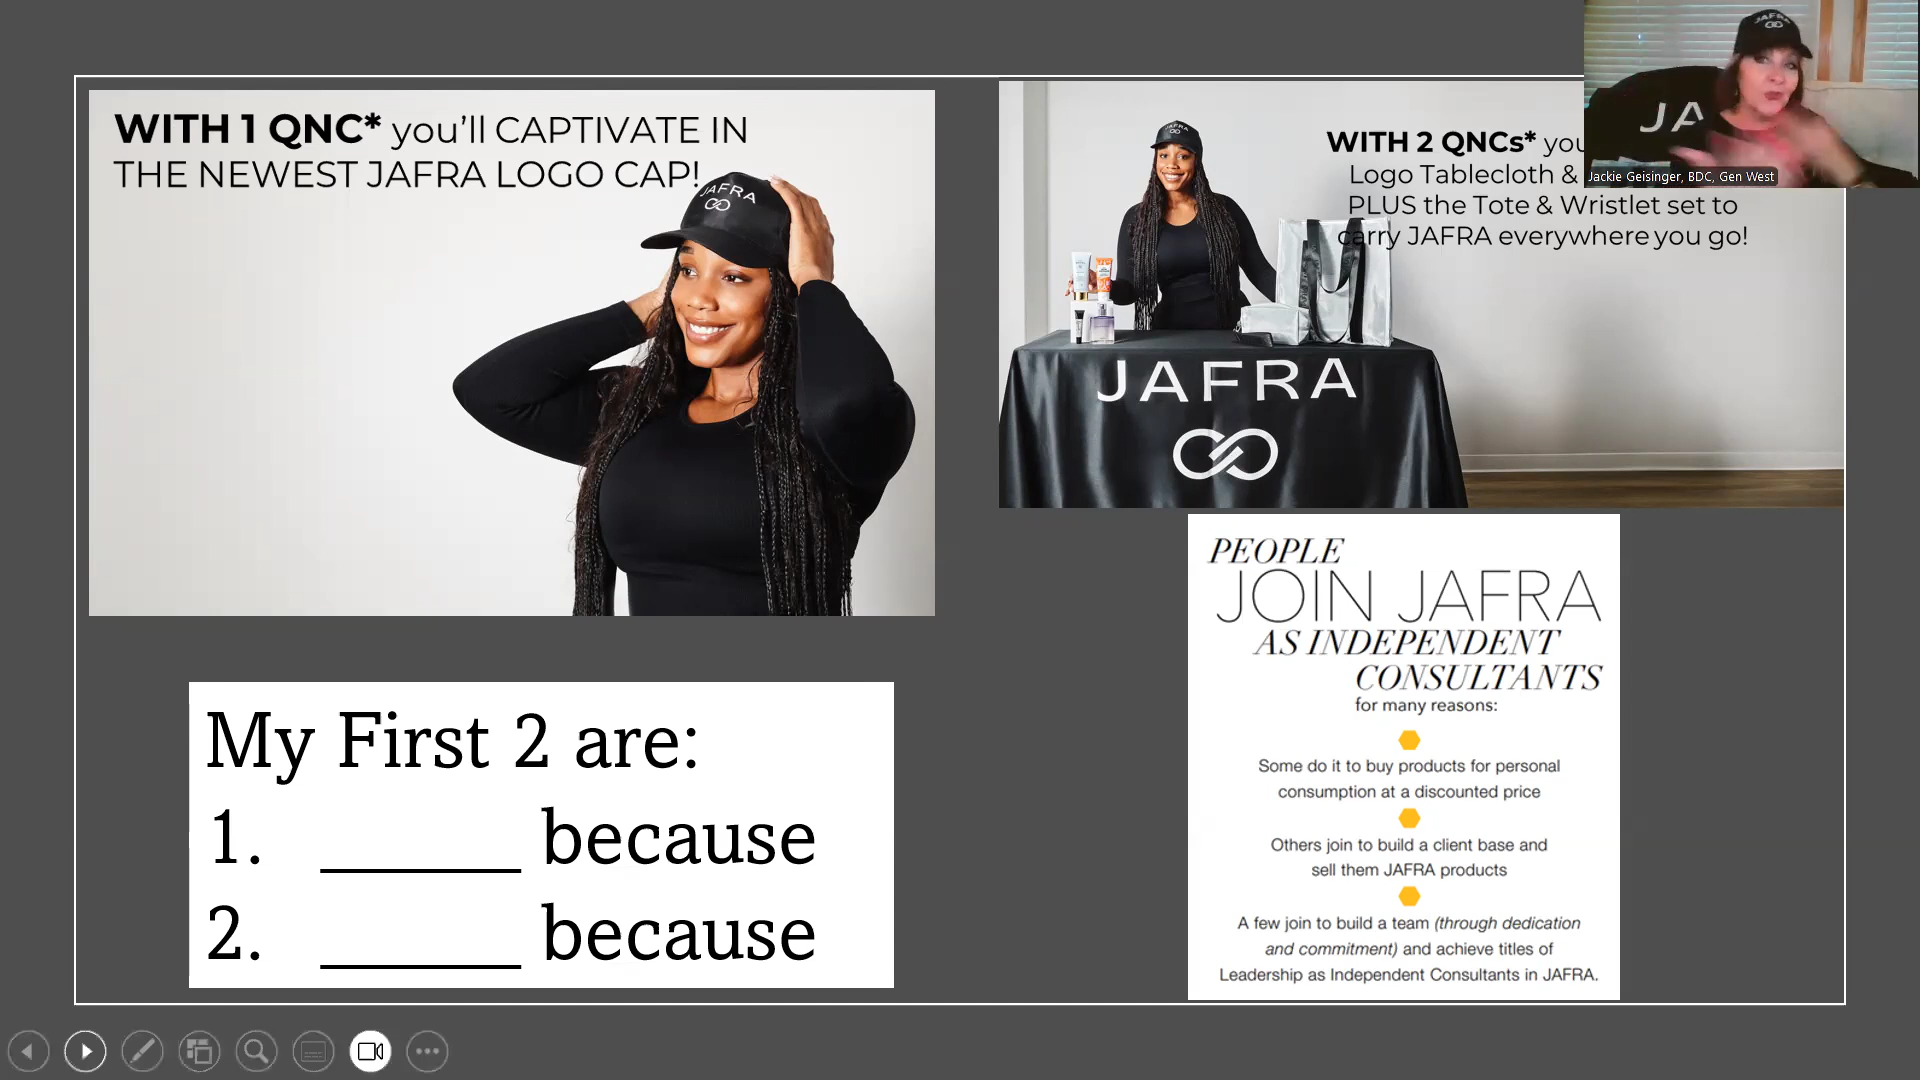 WITH 1 QNC* you'll CAPTIVATE IN
THE NEWEST JAFRA LOGO CAP!
JAFRA
WITH 2 QNCs* you
Logo Tablecloth &
PLUS the Tote & Wristlet set to
carry JAFRA everywhere you go!
JAFRA
JAFRA
JAFRA
JA
Jackie Geisinger, BDC, Gen West
My First 2 are:
1. ______ because
2. ______ because
PEOPLE
JOIN JAFRA
AS INDEPENDENT
CONSULTANTS
for many reasons:
Some do it to buy products for personal
consumption at a discounted price
Others join to build a client base and
sell them JAFRA products
A few join to build a team (through dedication
and commitment) and achieve titles of
Leadership as Independent Consultants in JAFRA.